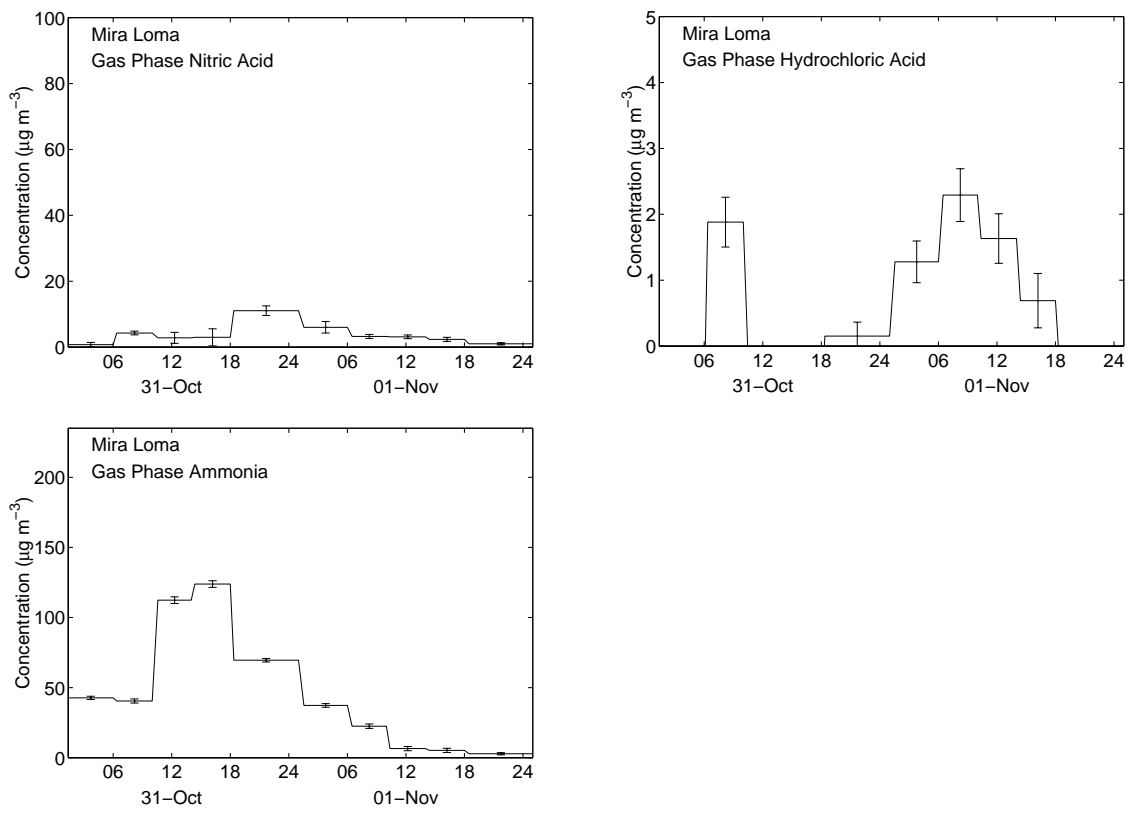 Mira Loma
Gas Phase Nitric Acid
Concentration (µg m−3)
100
80
60
40
20
0
06 12 18 24 06 12 18 24
31−Oct 01−Nov
Mira Loma
Gas Phase Hydrochloric Acid
Concentration (µg m−3)
5
4
3
2
1
0
06 12 18 24 06 12 18 24
31−Oct 01−Nov
Mira Loma
Gas Phase Ammonia
Concentration (µg m−3)
200
150
100
50
0
06 12 18 24 06 12 18 24
31−Oct 01−Nov